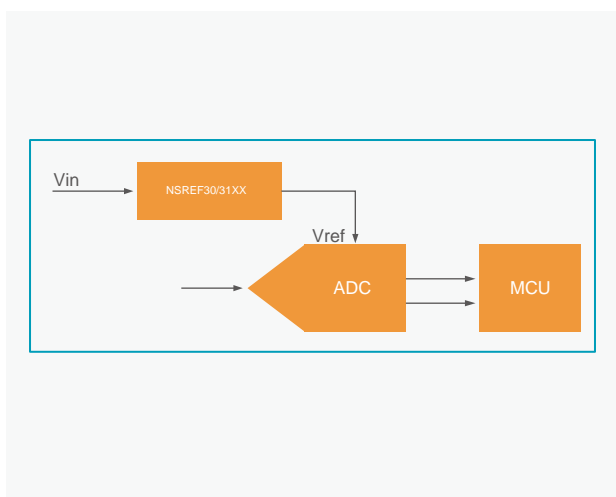 Vin
NSREF30/31XX
Vref
ADC
MCU